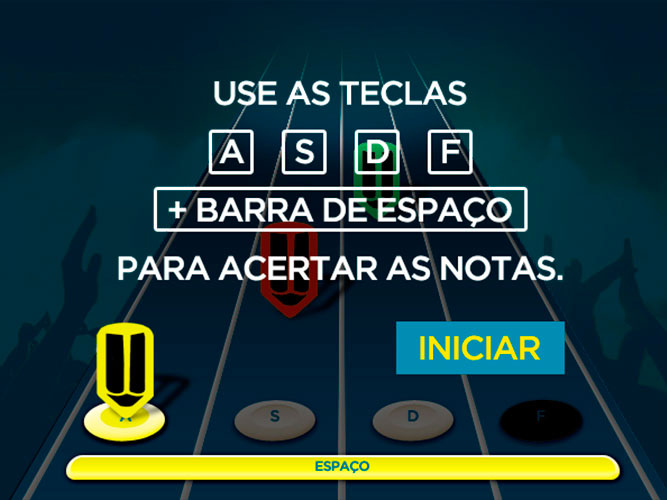 USE AS TECLAS
A S D F
+ BARRA DE ESPAÇO
PARA ACERTAR AS NOTAS.
INICIAR
A S D F
ESPAÇO